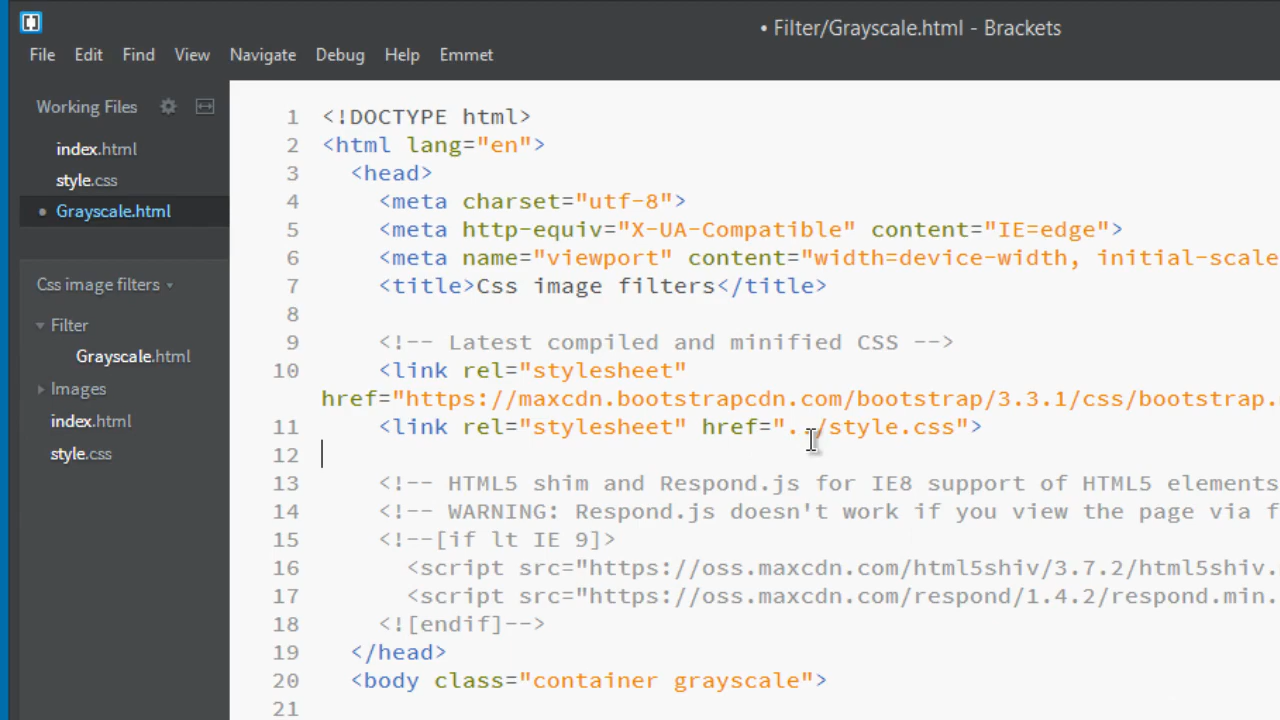 • Filter/Grayscale.html - Brackets
File Edit Find View Navigate Debug Help Emmet
Working Files
index.html
style.css
• Grayscale.html
Css image filters
Filter
Grayscale.html
Images
index.html
style.css
1 <!DOCTYPE html>
2 <html lang="en">
3 <head>
4 <meta charset="utf-8">
5 <meta http-equiv="X-UA-Compatible" content="IE=edge">
6 <meta name="viewport" content="width=device-width, initial-scale
7 <title>Css image filters</title>
8
9 <!-- Latest compiled and minified CSS -->
10 <link rel="stylesheet"
href="https://maxcdn.bootstrapcdn.com/bootstrap/3.3.1/css/bootstrap.
11 <link rel="stylesheet" href="../style.css">
12
13 <!-- HTML5 shim and Respond.js for IE8 support of HTML5 elements
14 <!-- WARNING: Respond.js doesn't work if you view the page via f
15 <!--[if lt IE 9]>
16 <script src="https://oss.maxcdn.com/html5shiv/3.7.2/html5shiv.
17 <script src="https://oss.maxcdn.com/respond/1.4.2/respond.min.
18 <![endif]-->
19 </head>
20 <body class="container grayscale">
21